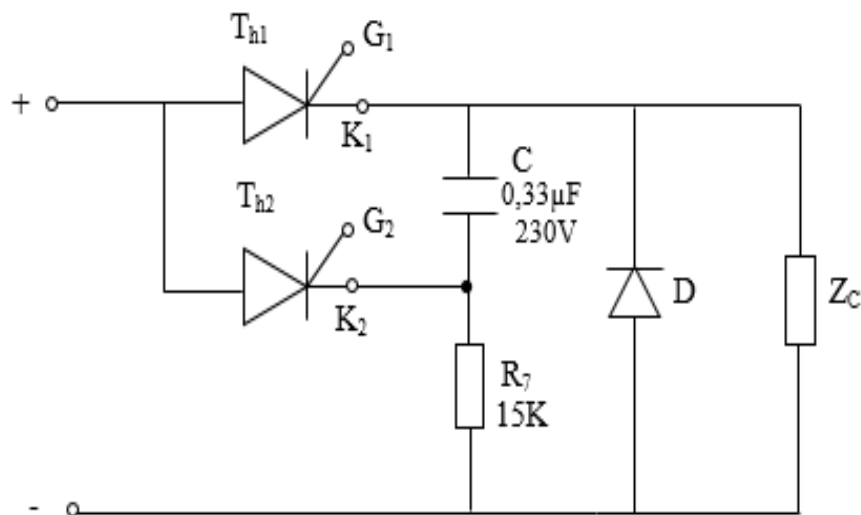 Th1
G1
+
K1
C
0,33µF
230V
Th2
G2
K2
D
ZC
R7
15K
-